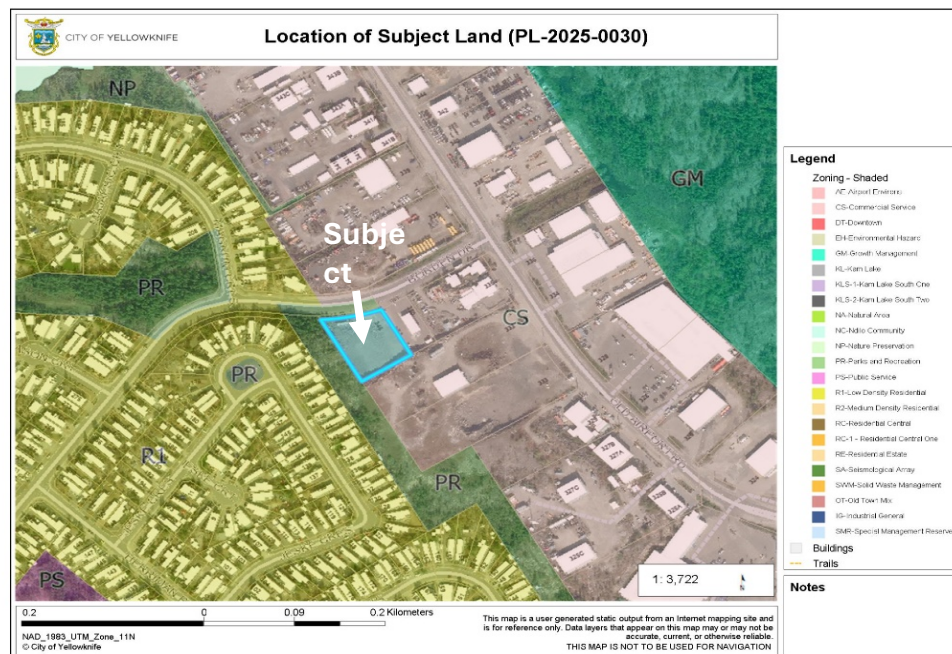 CITY OF YELLOWKNIFE
Location of Subject Land (PL-2025-0030)
NP
GM
Subje
ct
PR
CS
PR
R1
PR
PS
343B
343C
341
342
334
1: 3,722
N
0.2
0
0.09
0.2 Kilometers
NAD_1983_UTM_Zone_11N
© City of Yellowknife
This map is a user generated static output from an Internet mapping site and
is for reference only. Data layers that appear on this map may or may not be
accurate, current, or otherwise reliable.
THIS MAP IS NOT TO BE USED FOR NAVIGATION
Legend
Zoning - Shaded
AE-Airport Environs
CS-Commercial Service
DT-Downtown
EH-Environmental Hazard
GM-Growth Management
KL-Kam Lake
KLS-1-Kam Lake South One
KLS-2-Kam Lake South Two
NA-Natural Area
NC-Ndilo Community
NP-Nature Preservation
PR-Parks and Recreation
PS-Public Service
R1-Low Density Residential
R2-Medium Density Residential
RC-Residential Central
RC-1 - Residential Central One
RE-Residential Estate
SA-Seismological Array
SWM-Solid Waste Management
OT-Old Town Mix
IG-Industrial General
SMR-Special Management Reserve
Buildings
Trails
Notes